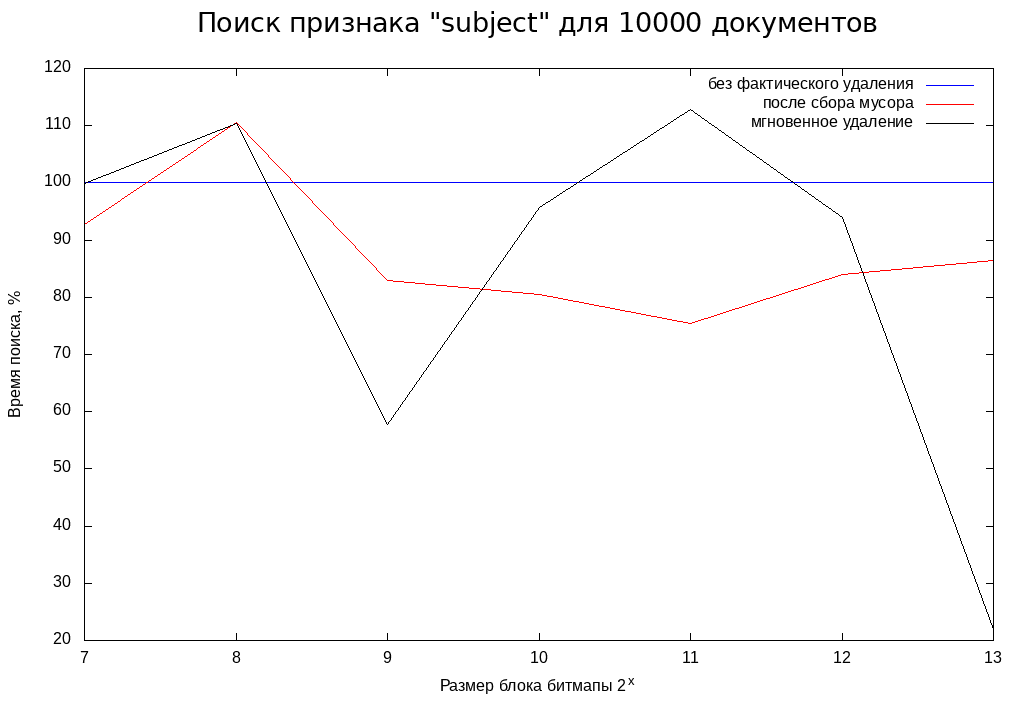 Поиск признака "subject" для 10000 документов
120
110
100
90
80
70
60
50
40
30
20
7 8 9 10 11 12 13
без фактического удаления
после сбора мусора
мгновенное удаление
Время поиска, %
Размер блока битмапы 2^x